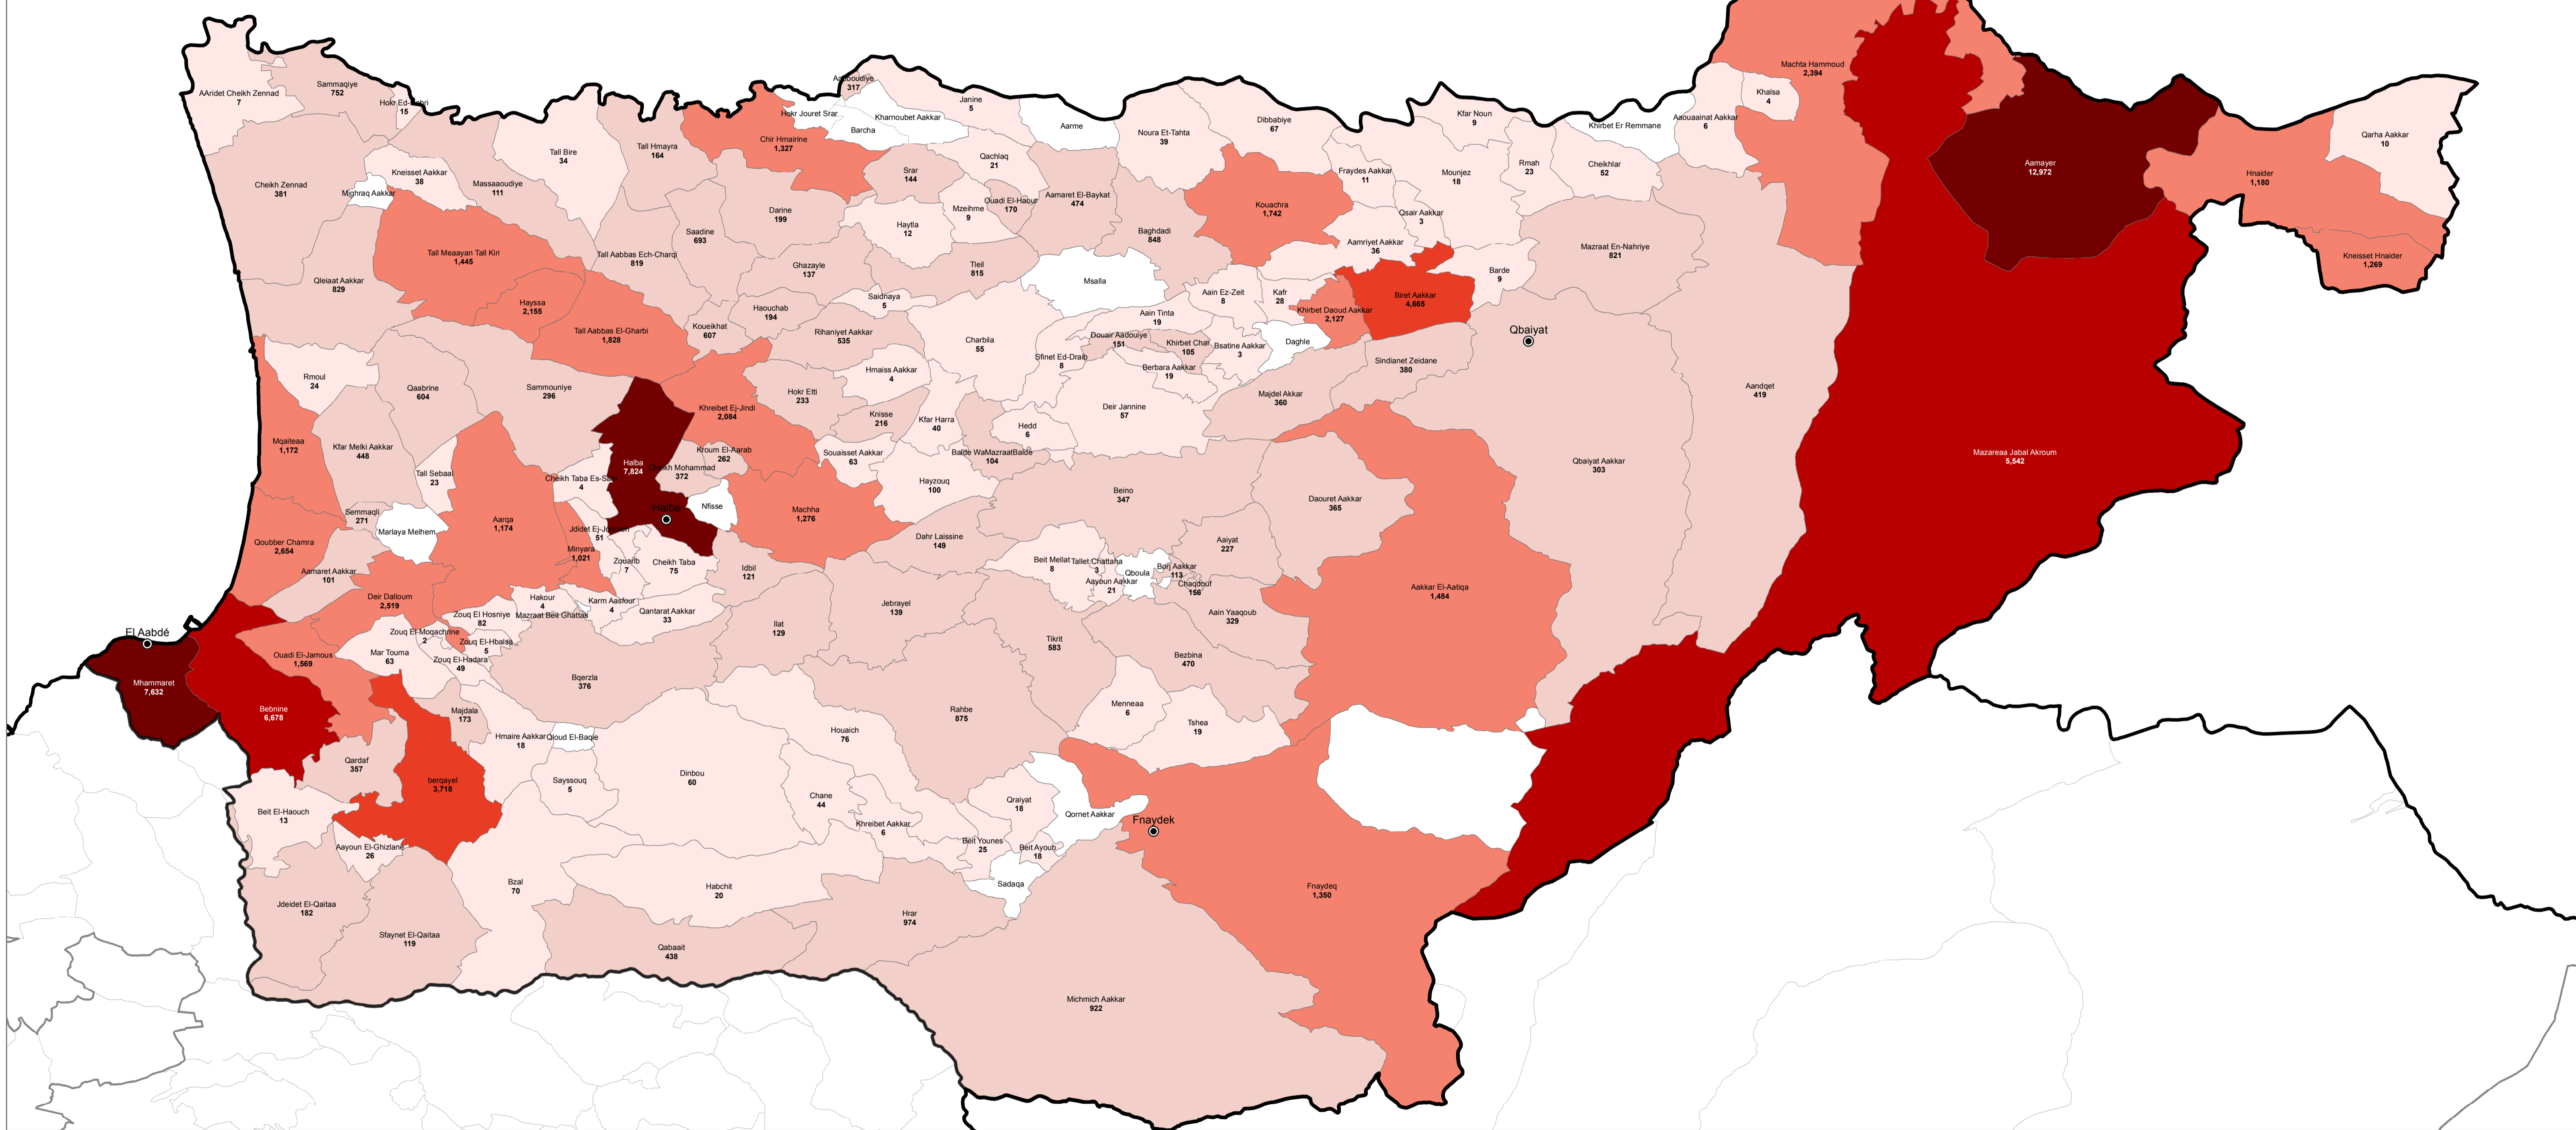 Machta Hammoud
2,394
Aaboudiye
317
Sammaqiye
752
AAridet Cheikh Zennad
7
Khalsa
4
Janine
5
15
Hokr Jouret Srar
Kharnoubet Aakkar
Kfar Noun
9
Aaouaainat Aakkar
6
Dibbabiye
67
Aarme
Khirbet Er Remmane
Barcha
Noura Et-Tahta
39
Qarha Aakkar
10
Chir Hmairine
1,327
Tall Hmayra
164
Tall Bire
34
Qachlaq
21
Rmah
23
Cheikhlar
52
Aamayer
12,972
Srar
144
Fraydes Aakkar
11
Mounjez
18
Kneisset Aakkar
38
Hnaider
1,180
Massaaoudiye
111
Cheikh Zennad
381
Mighraq Aakkar
Aamaret El-Baykat
474
Ouadi El-Haour
170
Mzeihme
9
Kouachra
1,742
Darine
199
Qsair Aakkar
3
Haytla
12
Saadine
693
Baghdadi
848
Aamriyet Aakkar
36
Mazraat En-Nahriye
821
Tall Meaayan Tall Kiri
1,445
Tall Aabbas Ech-Charqi
819
Kneisset Hnaider
1,269
Ghazayle
137
Tleil
815
Barde
9
Qleiaat Aakkar
829
Msalla
Aain Ez-Zeit
8
Kafr
28
Biret Aakkar
4,665
Saidnaya
5
Hayssa
2,155
Haouchab
194
Khirbet Daoud Aakkar
2,127
Aain Tinta
19
Koueikhat
607
Tall Aabbas El-Gharbi
1,828
Rihaniyet Aakkar
535
Qbaiyat
Charbila
55
Douair Aadouiye
151
Khirbet Char
105
Bsatine Aakkar
3
Daghle
Sfinet Ed-Draib
8
Sindianet Zeidane
380
Berbara Aakkar
19
Hmaiss Aakkar
4
Rmoul
24
Qaabrine
604
Sammouniye
296
Aandqet
419
Hokr Etti
233
Majdel Akkar
360
Khreibet Ej-Jindi
2,084
Deir Jannine
57
Knisse
216
Kfar Harra
40
Hedd
6
Mqaiteaa
1,172
Kfar Melki Aakkar
448
Kroum El-Aarab
262
Souaisset Aakkar
63
Balde WaMazraatBalde
104
Mazareaa Jabal Akroum
5,542
Halba
7,824
Cheikh Mohammad
372
Qbaiyat Aakkar
303
Tall Sebaal
23
4
Hayzouq
100
Beino
347
Daouret Aakkar
365
Nfisse
Halba
Machha
1,276
Semmaqli
271
Aarqa
1,174
Marlaya Melhem
51
Dahr Laissine
149
Aaiyat
227
Qoubber Chamra
2,654
Minyara
1,021
Zouarib
7
Cheikh Taba
75
Idbil
121
Beit Mellat
8
Tallet Chattaha
3
Qboula
Borj Aakkar
113
Aamaret Aakkar
101
Aayoun Aakkar
21
Chaqdouf
156
Aakkar El-Aatiqa
1,484
Deir Dalloum
2,519
Hakour
4
Karm Aasfour
4
Qantarat Aakkar
33
Jebrayel
139
Zouq El Hosniye
82
Mazraat Beit Ghattas
Aain Yaaqoub
329
El Aabdé
Zouq El-Moqachrine
2
Zouq El-Hbalsa
5
Ilat
129
Tikrit
583
Ouadi El-Jamous
1,569
Mar Touma
63
Zouq El-Hadara
49
Bezbina
470
Mhammaret
7,632
Bqerzla
376
Bebnine
6,678
Majdala
173
Rahbe
875
Menneaa
6
Tshea
19
Houaich
76
Hmaire Aakkar
18
Qloud El-Baqie
Qardaf
357
Dinbou
60
berqayel
3,718
Sayssouq
5
Chane
44
Qraiyat
18
Beit El-Haouch
13
Qornet Aakkar
Fnaydek
Khreibet Aakkar
6
Beit Younes
25
Beit Ayoub
18
Aayoun El-Ghizlane
26
Bzal
70
Habchit
20
Sadaqa
Fnaydeq
1,350
Jdeidet El-Qaitaa
182
Hrar
974
Sfaynet El-Qaitaa
119
Qabaait
438
Michmich Aakkar
922